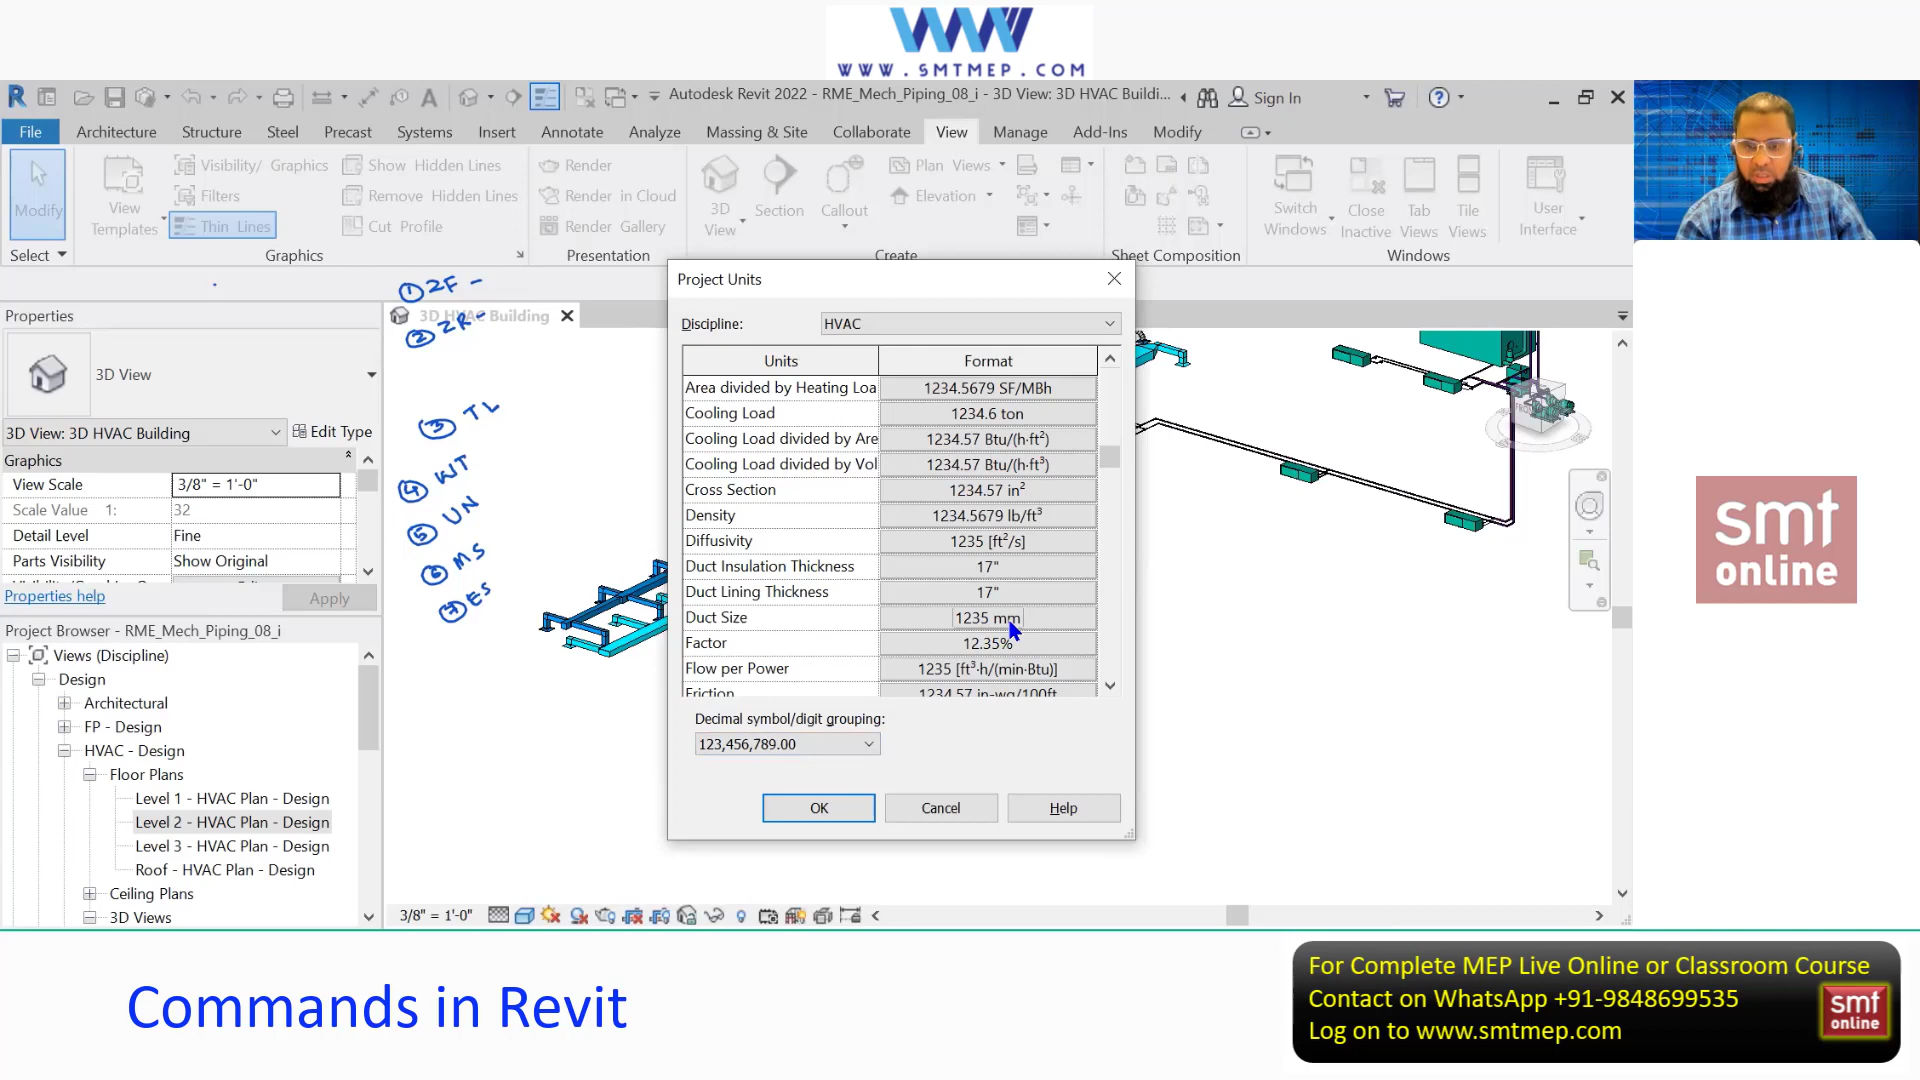 WWW.SMTMEP.COM
Autodesk Revit 2022 - RME_Mech_Piping_08_i - 3D View: 3D HVAC Buildi...
Sign In
File Architecture Structure Steel Precast Systems Insert Annotate Analyze Massing & Site Collaborate View Manage Add-Ins Modify
Modify
View Templates
Visibility/ Graphics
Filters
Thin Lines
Show Hidden Lines
Remove Hidden Lines
Cut Profile
Render
Render in Cloud
Render Gallery
3D View
Section
Callout
Plan Views
Elevation
Switch Windows
Close Inactive
Tab Views
Tile Views
User Interface
Select Graphics Presentation Create Sheet Composition Windows
① ZF -
② ZR -
③ TL
④ WT
⑤ UN
⑥ MS
⑦ ES
3D HVAC Building
Properties
3D View
3D View: 3D HVAC Building Edit Type
Graphics
View Scale 3/8" = 1'-0"
Scale Value 1: 32
Detail Level Fine
Parts Visibility Show Original
Properties help Apply
Project Browser - RME_Mech_Piping_08_i
Views (Discipline)
Design
Architectural
FP - Design
HVAC - Design
Floor Plans
Level 1 - HVAC Plan - Design
Level 2 - HVAC Plan - Design
Level 3 - HVAC Plan - Design
Roof - HVAC Plan - Design
Ceiling Plans
3D Views
Project Units
Discipline: HVAC
Units Format
Area divided by Heating Loa 1234.5679 SF/MBh
Cooling Load 1234.6 ton
Cooling Load divided by Are 1234.57 Btu/(h·ft²)
Cooling Load divided by Vol 1234.57 Btu/(h·ft³)
Cross Section 1234.57 in²
Density 1234.5679 lb/ft³
Diffusivity 1235 [ft²/s]
Duct Insulation Thickness 17"
Duct Lining Thickness 17"
Duct Size 1235 mm
Factor 12.35%
Flow per Power 1235 [ft³·h/(min·Btu)]
Friction 1234.57 in-wg/100ft
Decimal symbol/digit grouping:
123,456,789.00
OK Cancel Help
3/8" = 1'-0"
smt
online
Commands in Revit
For Complete MEP Live Online or Classroom Course
Contact on WhatsApp +91-9848699535
Log on to www.smtmep.com
smt
online